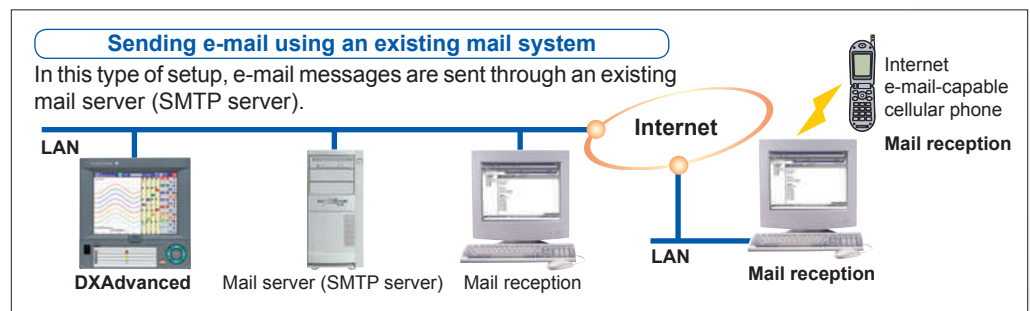 Sending e-mail using an existing mail system
In this type of setup, e-mail messages are sent through an existing
mail server (SMTP server).
LAN
Internet
Internet
e-mail-capable
cellular phone
Mail reception
DXAdvanced
Mail server (SMTP server)
Mail reception
LAN
Mail reception